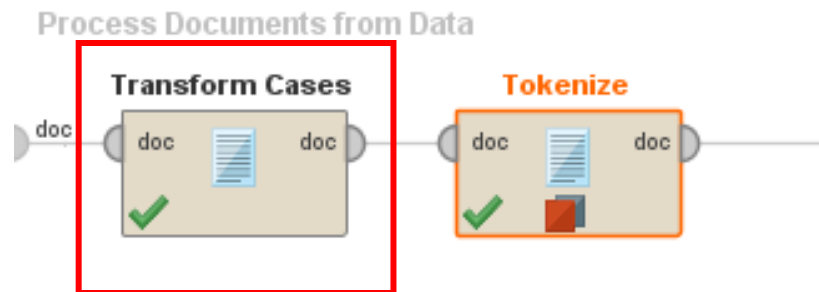 Process Documents from Data
Transform Cases
Tokenize
doc
doc
doc
doc
doc